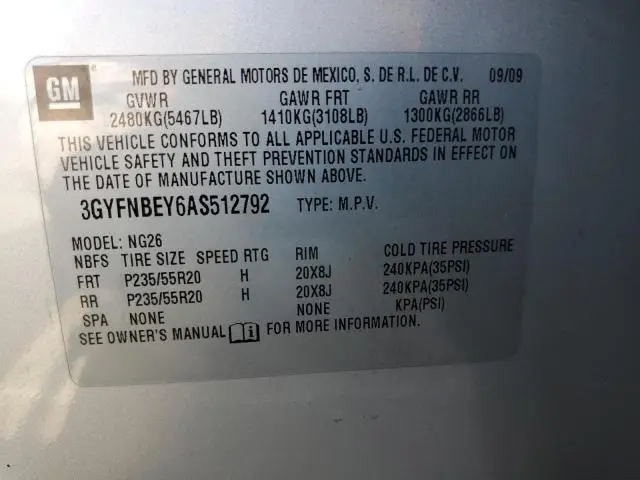 GM ® MFD BY GENERAL MOTORS DE MEXICO, S. DE R.L. DE C.V. 09/09
GVWR GAWR FRT GAWR RR
2480KG(5467LB) 1410KG(3108LB) 1300KG(2866LB)
THIS VEHICLE CONFORMS TO ALL APPLICABLE U.S. FEDERAL MOTOR
VEHICLE SAFETY AND THEFT PREVENTION STANDARDS IN EFFECT ON
THE DATE OF MANUFACTURE SHOWN ABOVE.
3GYFNBEY6AS512792 TYPE: M.P.V.
MODEL: NG26
NBFS TIRE SIZE SPEED RTG RIM COLD TIRE PRESSURE
FRT P235/55R20 H 20X8J 240KPA(35PSI)
RR P235/55R20 H 20X8J 240KPA(35PSI)
SPA NONE NONE KPA(PSI)
SEE OWNER'S MANUAL FOR MORE INFORMATION.